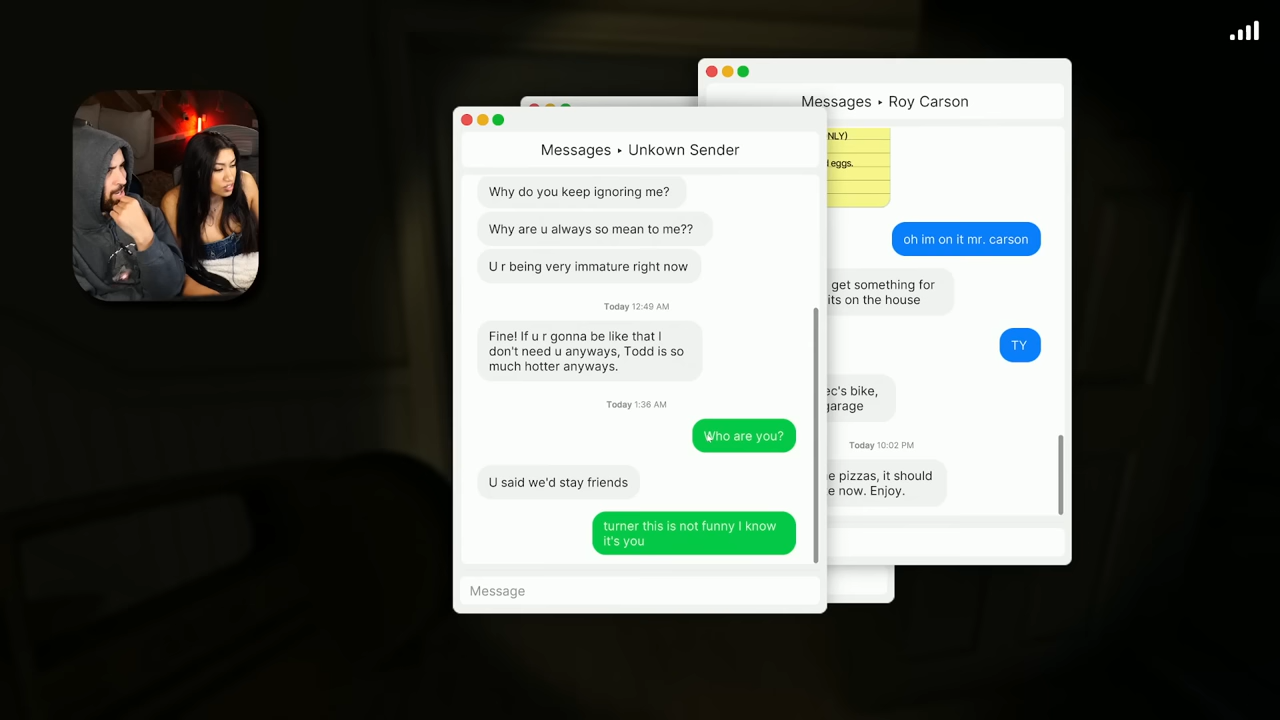 Messages ▸ Unkown Sender
Why do you keep ignoring me?
Why are u always so mean to me??
U r being very immature right now
Today 12:49 AM
Fine! If u r gonna be like that I
don't need u anyways, Todd is so
much hotter anyways.
Today 1:36 AM
Who are you?
U said we'd stay friends
turner this is not funny I know
it's you
Message
Messages ▸ Roy Carson
NLY)
eggs.
oh im on it mr. carson
get something for
its on the house
TY
ec's bike,
garage
Today 10:02 PM
e pizzas, it should
e now. Enjoy.